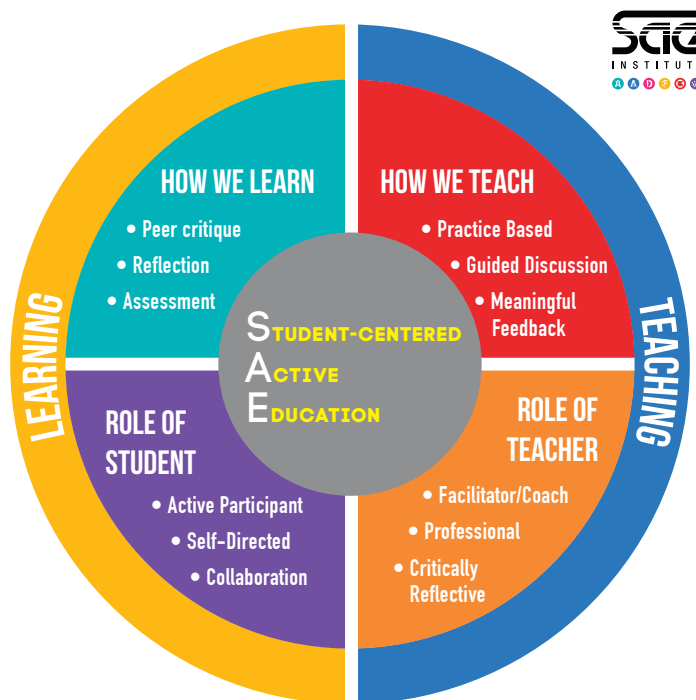 sae
INSTITUT
HOW WE LEARN
• Peer critique
• Reflection
• Assessment
HOW WE TEACH
• Practice Based
• Guided Discussion
• Meaningful
Feedback
LEARNING
STUDENT-CENTERED
ACTIVE
EDUCATION
TEACHING
ROLE OF
STUDENT
• Active Participant
• Self-Directed
• Collaboration
ROLE OF
TEACHER
• Facilitator/Coach
• Professional
• Critically
Reflective